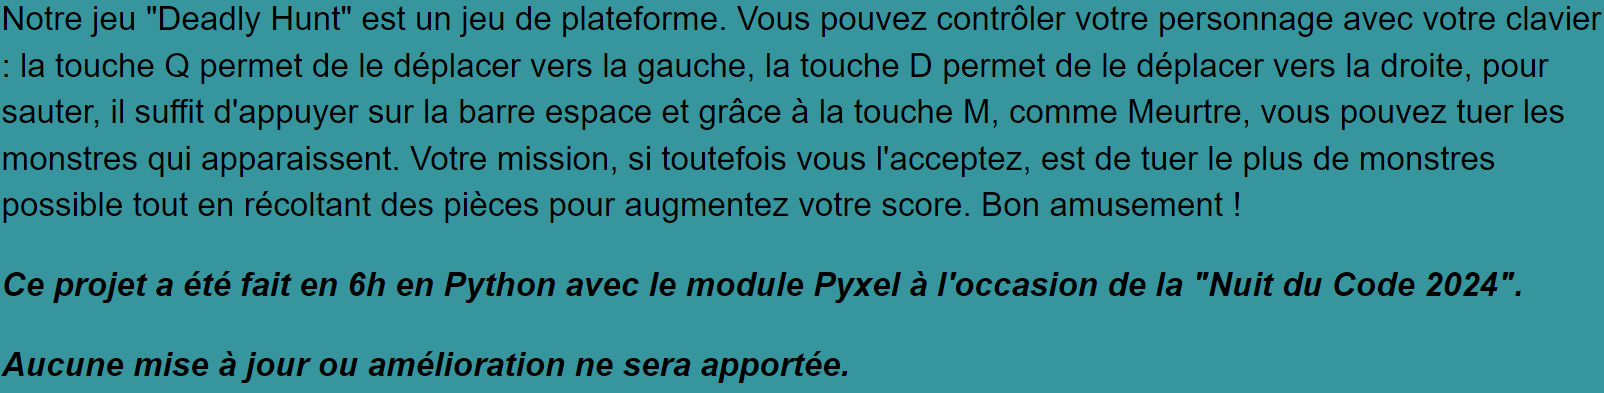 Notre jeu "Deadly Hunt" est un jeu de plateforme. Vous pouvez contrôler votre personnage avec votre clavier
: la touche Q permet de le déplacer vers la gauche, la touche D permet de le déplacer vers la droite, pour
sauter, il suffit d'appuyer sur la barre espace et grâce à la touche M, comme Meurtre, vous pouvez tuer les
monstres qui apparaissent. Votre mission, si toutefois vous l'acceptez, est de tuer le plus de monstres
possible tout en récoltant des pièces pour augmentez votre score. Bon amusement !
Ce projet a été fait en 6h en Python avec le module Pyxel à l'occasion de la "Nuit du Code 2024".
Aucune mise à jour ou amélioration ne sera apportée.